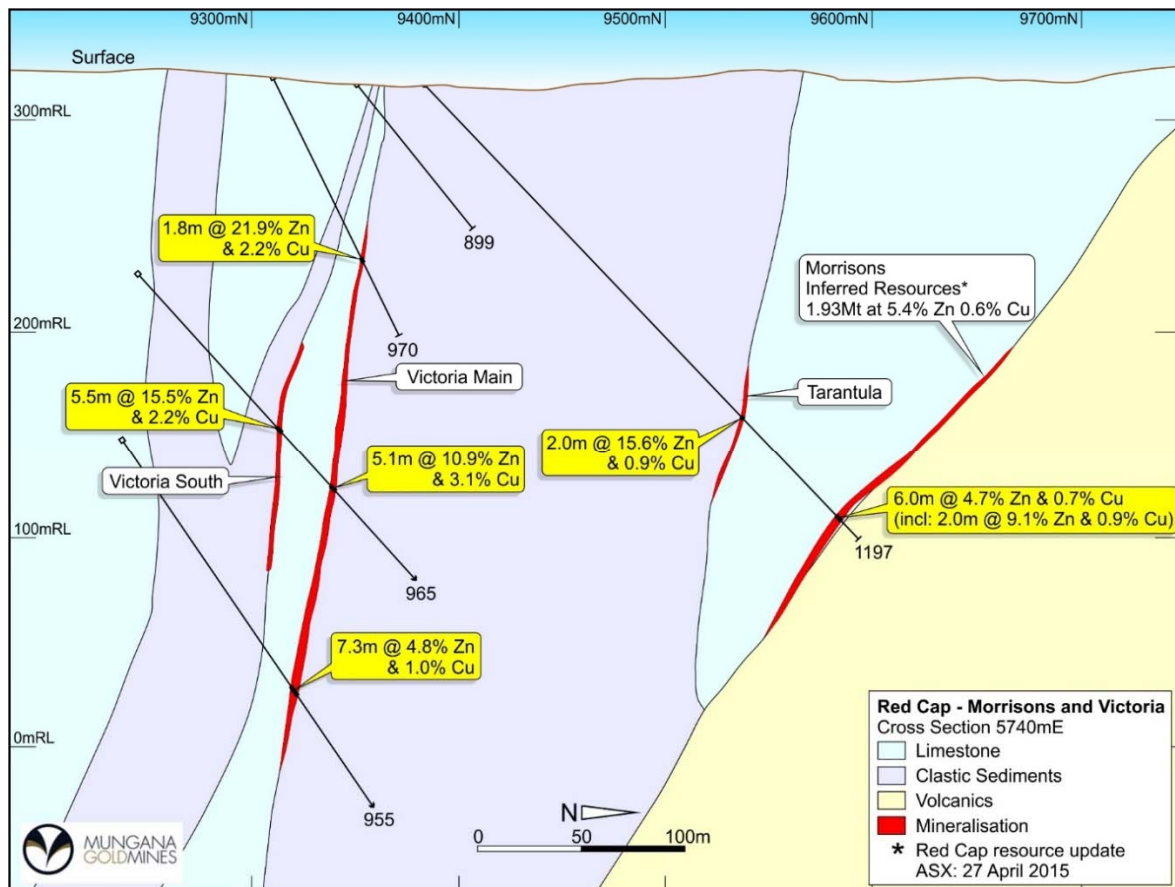 9300mN
9400mN
9500mN
9600mN
9700mN
Surface
300mRL
200mRL
100mRL
0mRL
1.8m @ 21.9% Zn
& 2.2% Cu
899
970
Victoria Main
5.5m @ 15.5% Zn
& 2.2% Cu
Victoria South
5.1m @ 10.9% Zn
& 3.1% Cu
965
7.3m @ 4.8% Zn
& 1.0% Cu
955
Morrisons
Inferred Resources*
1.93Mt at 5.4% Zn 0.6% Cu
Tarantula
2.0m @ 15.6% Zn
& 0.9% Cu
6.0m @ 4.7% Zn & 0.7% Cu
(incl: 2.0m @ 9.1% Zn & 0.9% Cu)
1197
N
0 50 100m
MUNGANA
GOLDMINES
Red Cap - Morrisons and Victoria
Cross Section 5740mE
Limestone
Clastic Sediments
Volcanics
Mineralisation
* Red Cap resource update
ASX: 27 April 2015